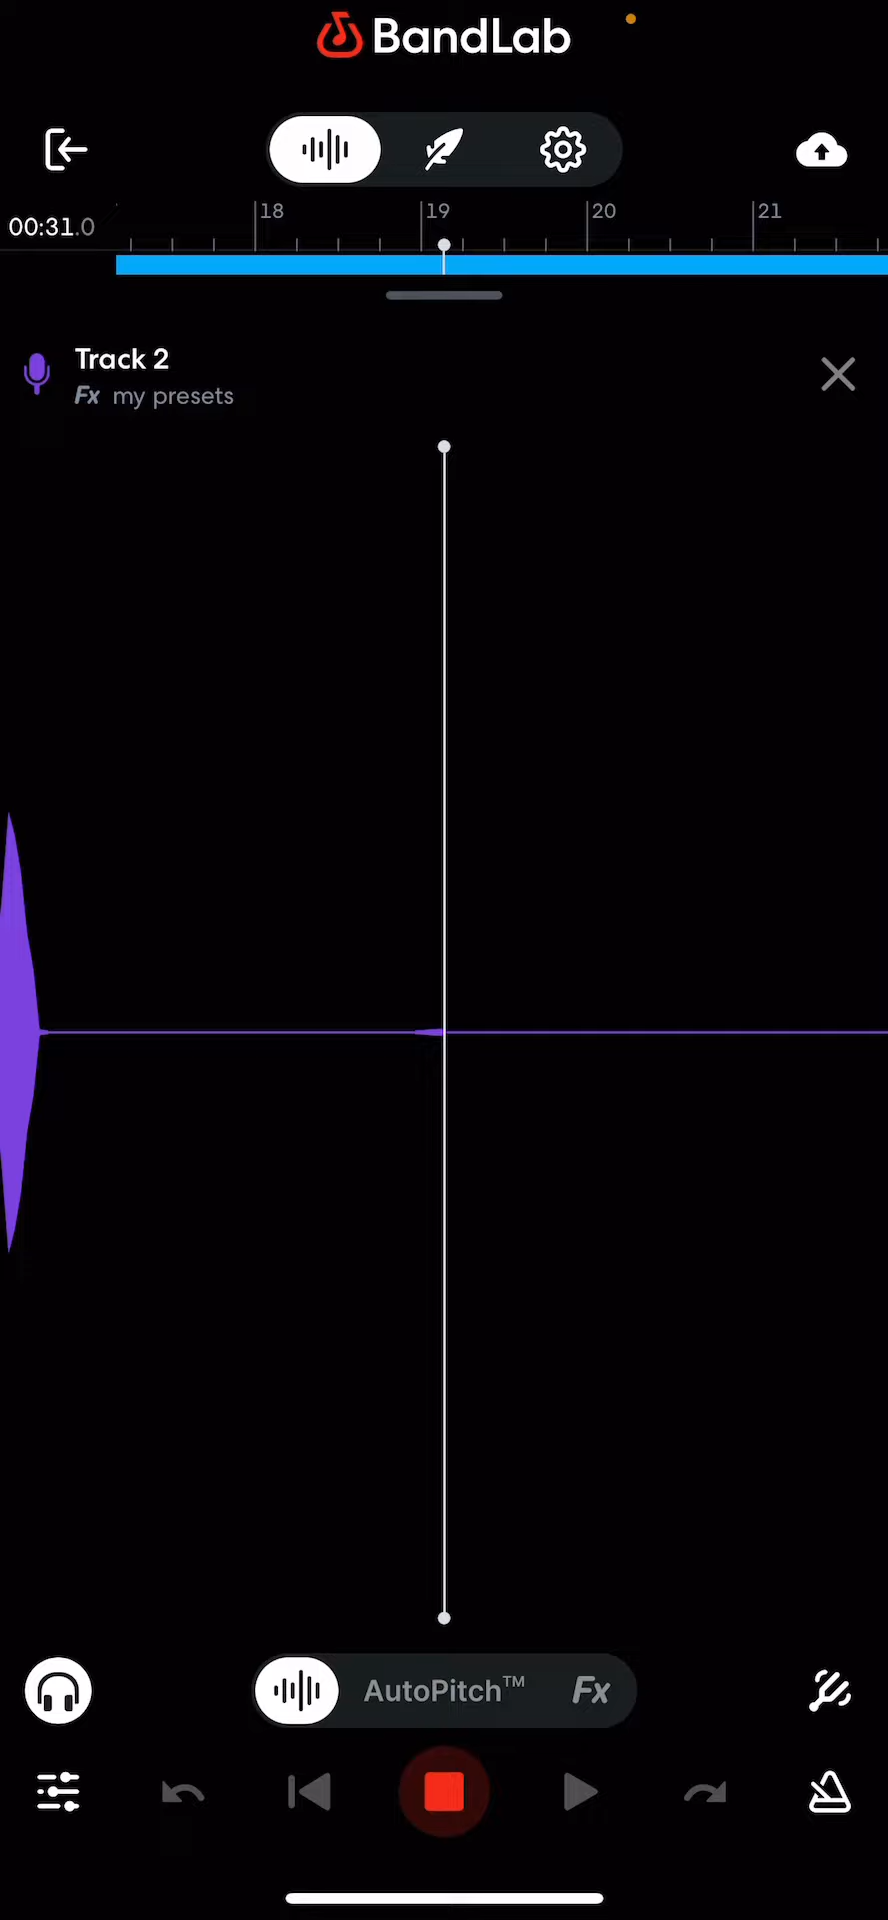 BandLab
00:31.0
18
19
20
21
Track 2
Fx my presets
AutoPitch™
Fx